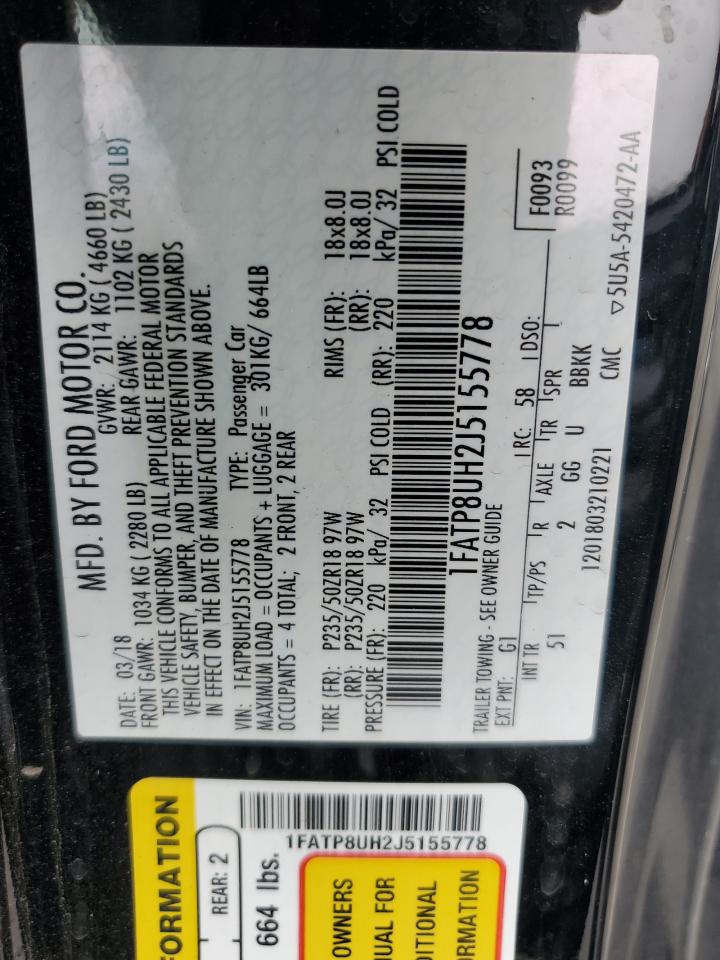 MFD. BY FORD MOTOR CO.
DATE: 03/18 GVWR: 2114 KG ( 4660 LB)
FRONT GAWR: 1034 KG ( 2280 LB) REAR GAWR: 1102 KG ( 2430 LB)
THIS VEHICLE CONFORMS TO ALL APPLICABLE FEDERAL MOTOR
VEHICLE SAFETY, BUMPER, AND THEFT PREVENTION STANDARDS
IN EFFECT ON THE DATE OF MANUFACTURE SHOWN ABOVE.
VIN: 1FATP8UH2J5155778 TYPE: Passenger Car
MAXIMUM LOAD = OCCUPANTS + LUGGAGE = 301KG/ 664LB
OCCUPANTS = 4 TOTAL; 2 FRONT, 2 REAR
TIRE (FR): P235/50ZR18 97W RIMS (FR): 18x8.0J
(RR): P235/50ZR18 97W (RR): 18x8.0J
PRESSURE (FR): 220 kPa/ 32 PSI COLD (RR): 220 kPa/ 32 PSI COLD
1FATP8UH2J5155778
TRAILER TOWING - SEE OWNER GUIDE
EXT PNT: G1 RC: 58 DSO: F0093
R0099
INT TR TP/PS R AXLE TR SPR
51 2 GG U BBKK
1201803210221 CMC ▽5U5A-5420472-AA
FORMATION
REAR: 2
664 lbs.
1FATP8UH2J5155778
OWNERS
UAL FOR
DITIONAL
ORMATION